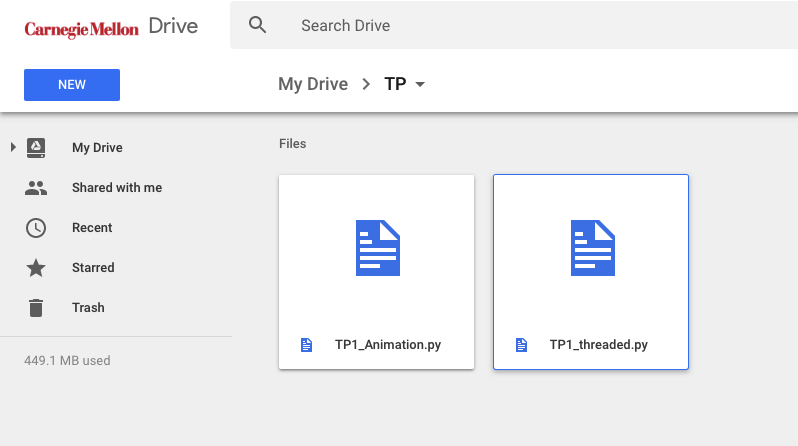 Carnegie Mellon Drive
Search Drive
NEW
My Drive > TP
My Drive
Shared with me
Recent
Starred
Trash
449.1 MB used
Files
TP1_Animation.py
TP1_threaded.py